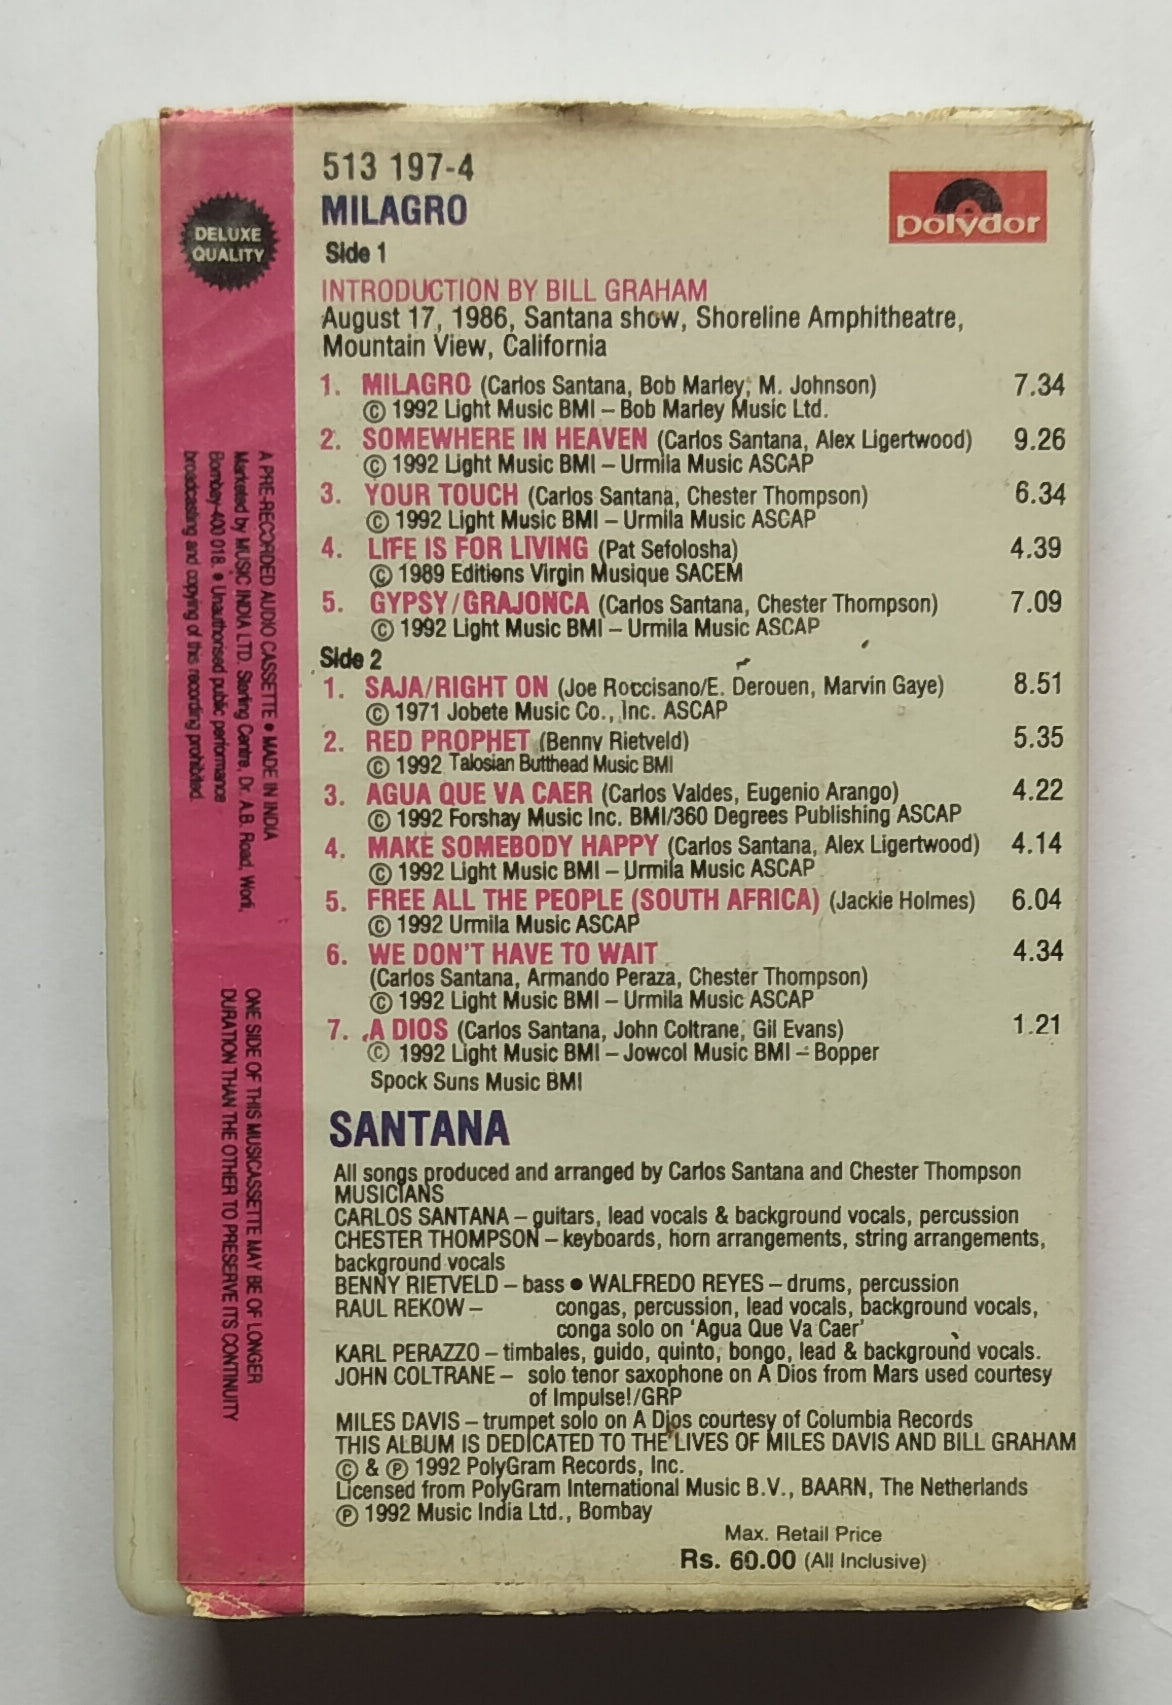 513 197-4
MILAGRO
polydor
Side 1
INTRODUCTION BY BILL GRAHAM
August 17, 1986, Santana show, Shoreline Amphitheatre,
Mountain View, California
1. MILAGRO (Carlos Santana, Bob Marley, M. Johnson) 7.34
© 1992 Light Music BMI – Bob Marley Music Ltd.
2. SOMEWHERE IN HEAVEN (Carlos Santana, Alex Ligertwood) 9.26
© 1992 Light Music BMI – Urmila Music ASCAP
3. YOUR TOUCH (Carlos Santana, Chester Thompson) 6.34
© 1992 Light Music BMI – Urmila Music ASCAP
4. LIFE IS FOR LIVING (Pat Sefolosha) 4.39
© 1989 Editions Virgin Musique SACEM
5. GYPSY/GRAJONCA (Carlos Santana, Chester Thompson) 7.09
© 1992 Light Music BMI – Urmila Music ASCAP
Side 2
1. SAJA/RIGHT ON (Joe Roccisano/E. Derouen, Marvin Gaye) 8.51
© 1971 Jobete Music Co., Inc. ASCAP
2. RED PROPHET (Benny Rietveld) 5.35
© 1992 Talosian Butthead Music BMI
3. AGUA QUE VA CAER (Carlos Valdes, Eugenio Arango) 4.22
© 1992 Forshay Music Inc. BMI/360 Degrees Publishing ASCAP
4. MAKE SOMEBODY HAPPY (Carlos Santana, Alex Ligertwood) 4.14
© 1992 Light Music BMI – Urmila Music ASCAP
5. FREE ALL THE PEOPLE (SOUTH AFRICA) (Jackie Holmes) 6.04
© 1992 Urmila Music ASCAP
6. WE DON'T HAVE TO WAIT 4.34
(Carlos Santana, Armando Peraza, Chester Thompson)
© 1992 Light Music BMI – Urmila Music ASCAP
7. A DIOS (Carlos Santana, John Coltrane, Gil Evans) 1.21
© 1992 Light Music BMI – Jowcol Music BMI – Bopper
Spock Suns Music BMI
SANTANA
All songs produced and arranged by Carlos Santana and Chester Thompson
MUSICIANS
CARLOS SANTANA – guitars, lead vocals & background vocals, percussion
CHESTER THOMPSON – keyboards, horn arrangements, string arrangements,
background vocals
BENNY RIETVELD – bass ● WALFREDO REYES – drums, percussion
RAUL REKOW – congas, percussion, lead vocals, background vocals,
conga solo on 'Agua Que Va Caer'
KARL PERAZZO – timbales, guido, quinto, bongo, lead & background vocals.
JOHN COLTRANE – solo tenor saxophone on A Dios from Mars used courtesy
of Impulse!/GRP
MILES DAVIS – trumpet solo on A Dios courtesy of Columbia Records
THIS ALBUM IS DEDICATED TO THE LIVES OF MILES DAVIS AND BILL GRAHAM
© & ℗ 1992 PolyGram Records, Inc.
Licensed from PolyGram International Music B.V., BAARN, The Netherlands
℗ 1992 Music India Ltd., Bombay
Max. Retail Price
Rs. 60.00 (All Inclusive)
DELUXE
QUALITY
A PRE-RECORDED AUDIO CASSETTE ● MADE IN INDIA
Marketed by MUSIC INDIA LTD. Sterling Centre, Dr. A.B. Road, Worli,
Bombay-400 018. ● Unauthorised public performance
broadcasting and copying of this recording prohibited.
ONE SIDE OF THIS MUSICASSETTE MAY BE OF LONGER
DURATION THAN THE OTHER TO PRESERVE ITS CONTINUITY